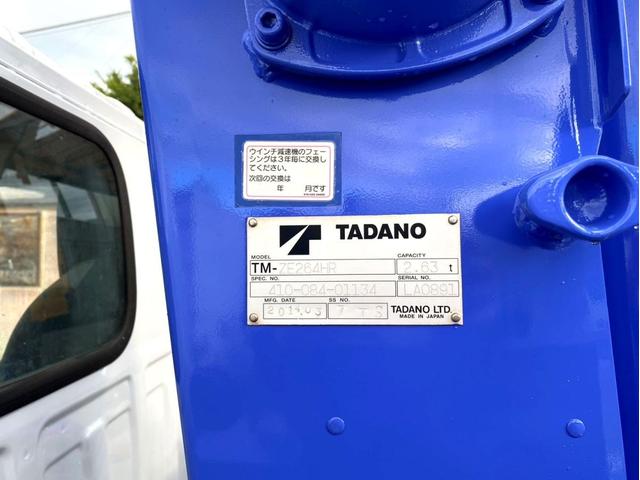 ウインチ減速機のフェー
シングは3年毎に交換し
てください。
次回の交換は
年 月です
TADANO
MODEL CAPACITY
TM-ZE264HR 2.63 t
SPEC. NO. SERIAL NO.
410-084-01134 LA0891
MFG. DATE SS NO.
2014.03 7 T S TADANO LTD.
MADE IN JAPAN